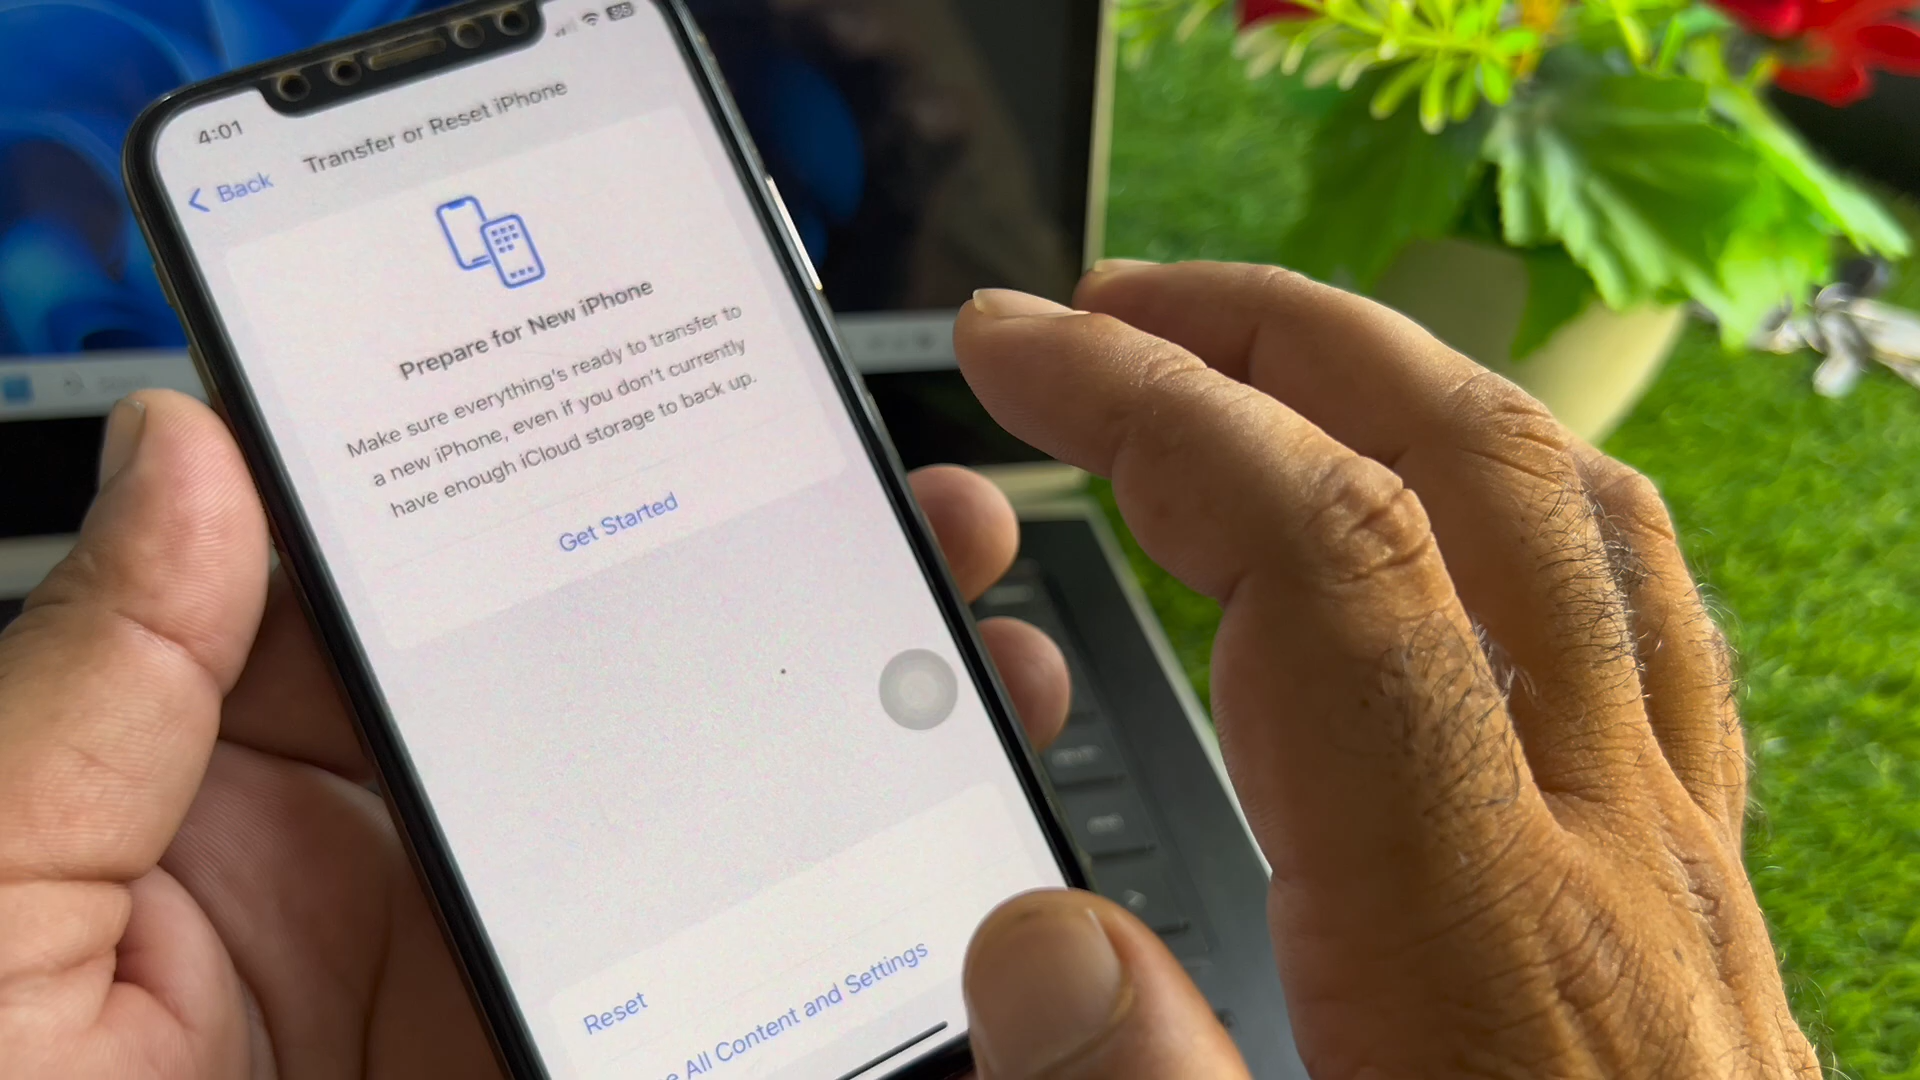 4:01
Back
Transfer or Reset iPhone
Prepare for New iPhone
Make sure everything's ready to transfer to
a new iPhone, even if you don't currently
have enough iCloud storage to back up.
Get Started
Reset
All Content and Settings